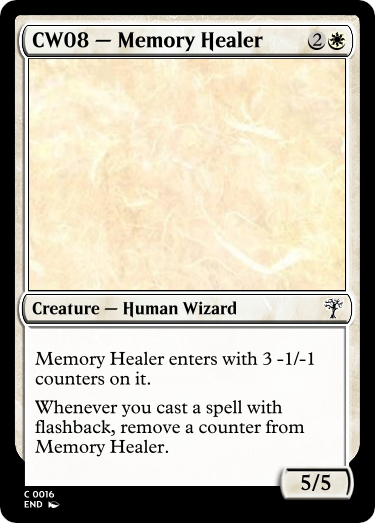 CW08 — Memory Healer 2
Creature — Human Wizard
Memory Healer enters with 3 -1/-1
counters on it.
Whenever you cast a spell with
flashback, remove a counter from
Memory Healer.
5/5
C 0016
END